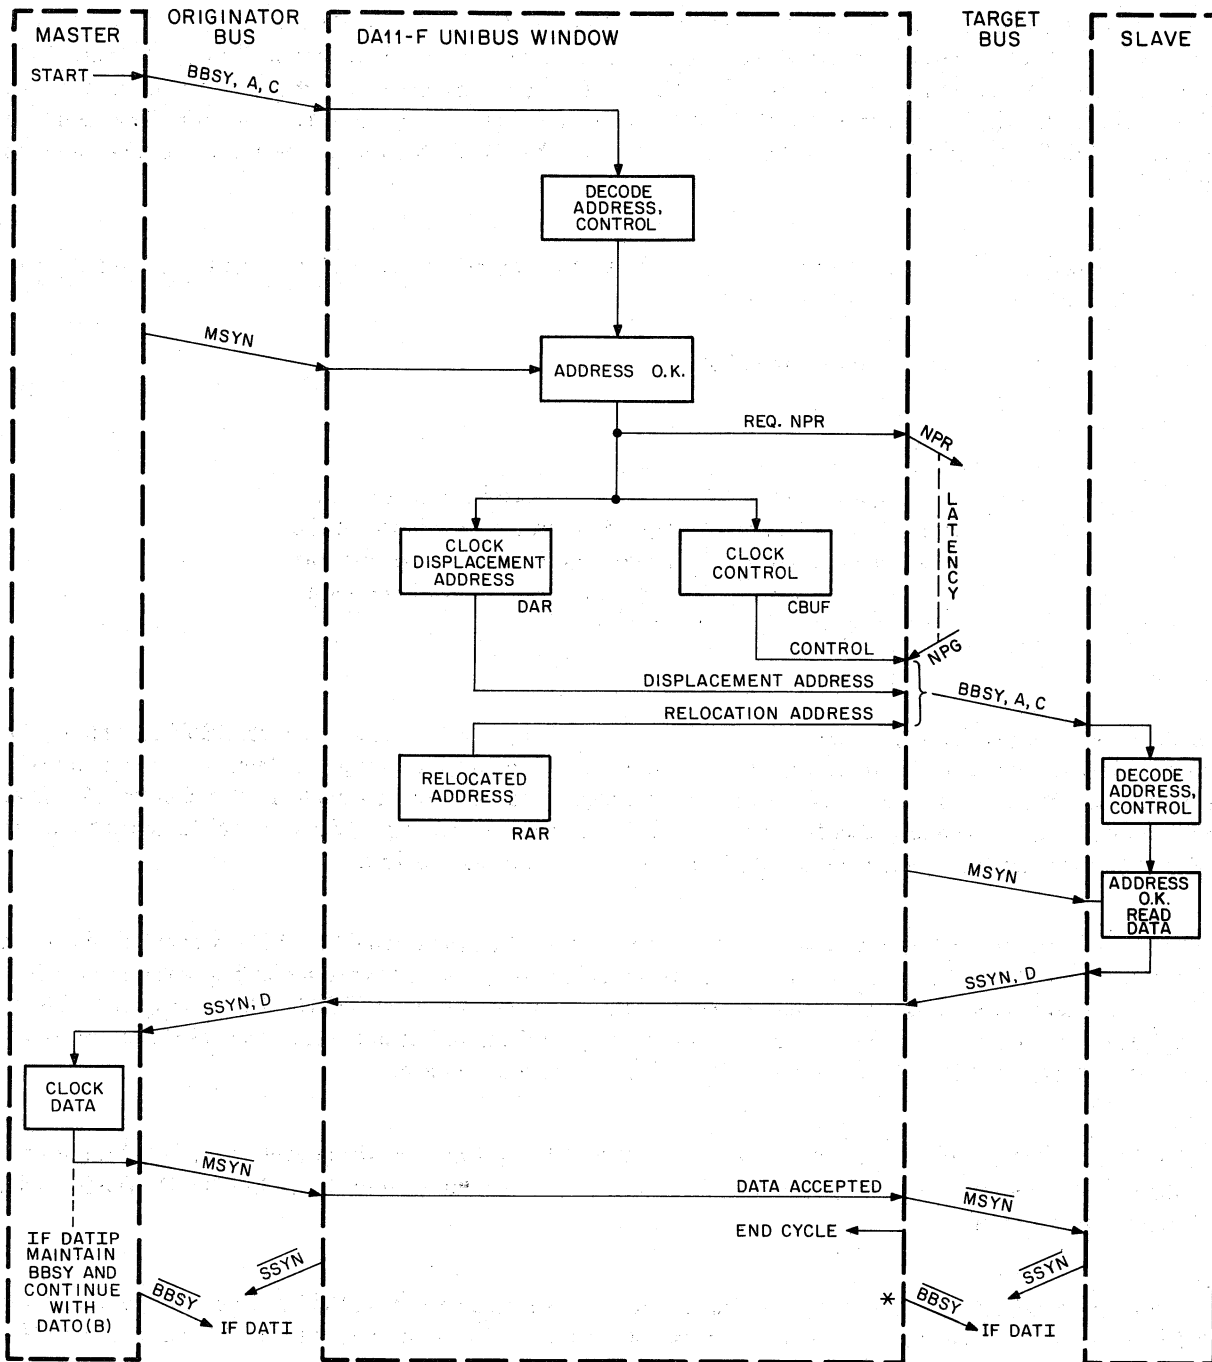 MASTER
ORIGINATOR
BUS
DA11-F UNIBUS WINDOW
TARGET
BUS
SLAVE
START
BBSY, A, C
DECODE
ADDRESS,
CONTROL
MSYN
ADDRESS O.K.
REQ. NPR
NPR
LATENCY
CLOCK
DISPLACEMENT
ADDRESS
DAR
CLOCK
CONTROL
CBUF
NPG
CONTROL
DISPLACEMENT ADDRESS
RELOCATION ADDRESS
BBSY, A, C
RELOCATED
ADDRESS
RAR
DECODE
ADDRESS,
CONTROL
MSYN
ADDRESS
O.K.
READ
DATA
SSYN, D
SSYN, D
CLOCK
DATA
MSYN
DATA ACCEPTED
MSYN
END CYCLE
IF DATIP
MAINTAIN
BBSY AND
CONTINUE
WITH
DATO(B)
SSYN
BBSY
IF DATI
SSYN
* BBSY
IF DATI